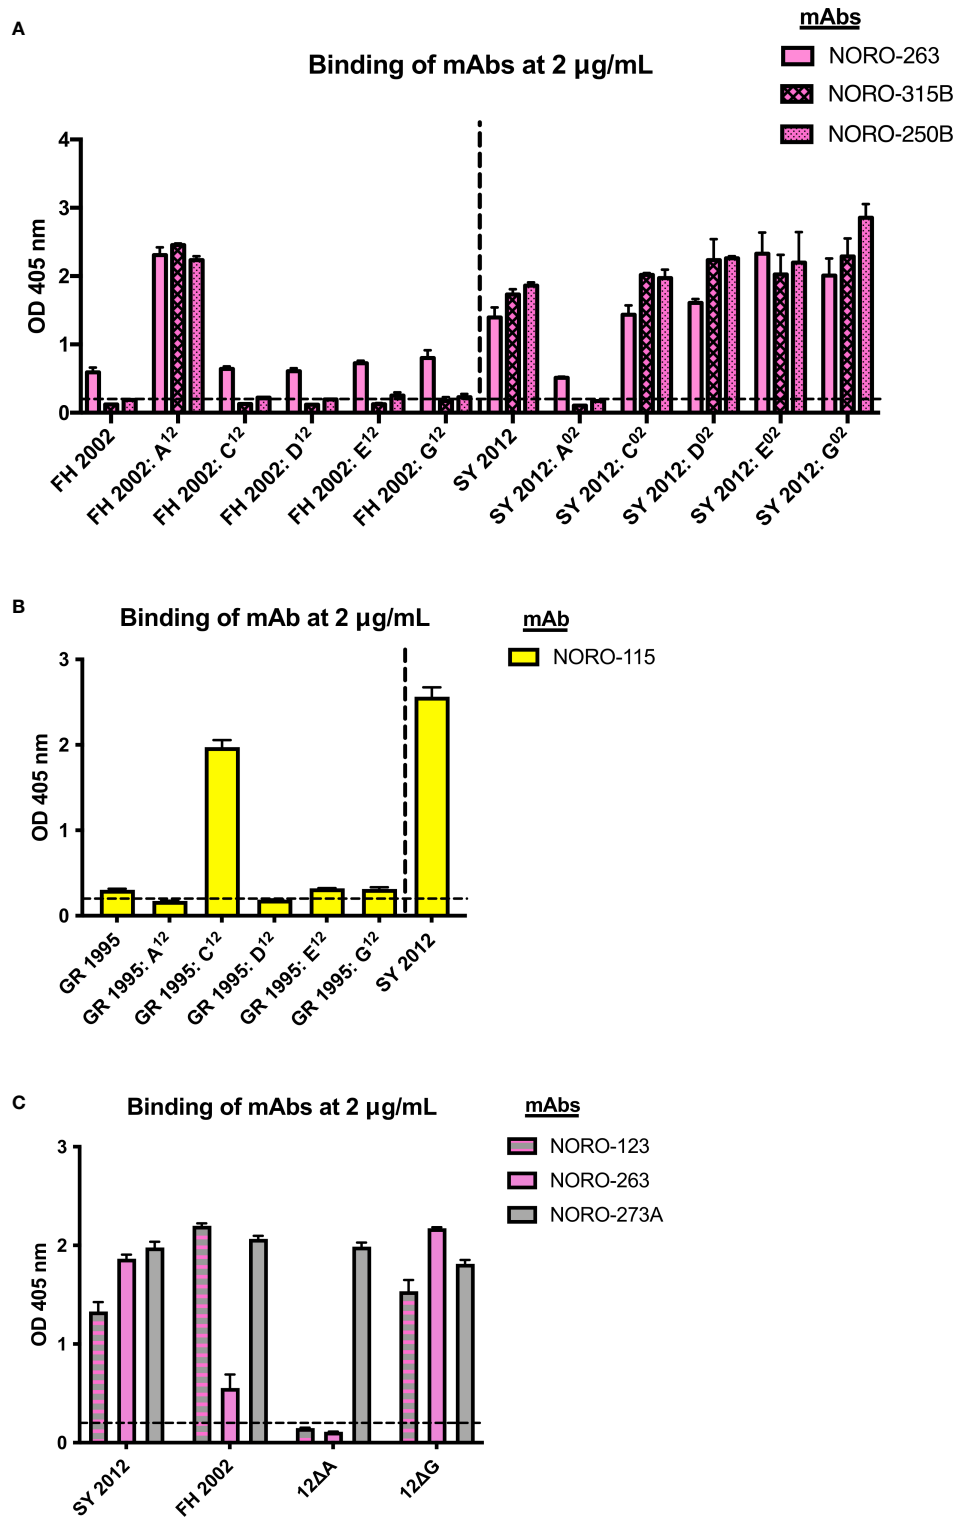 A
mAbs
Binding of mAbs at 2 µg/mL
NORO-263
NORO-315B
NORO-250B
OD 405 nm
4
3
2
1
0
FH 2002
FH 2002: A¹²
FH 2002: C¹²
FH 2002: D¹²
FH 2002: E¹²
FH 2002: G¹²
SY 2012
SY 2012: A⁰²
SY 2012: C⁰²
SY 2012: D⁰²
SY 2012: E⁰²
SY 2012: G⁰²
B
Binding of mAb at 2 µg/mL
mAb
NORO-115
OD 405 nm
3
2
1
0
GR 1995
GR 1995: A¹²
GR 1995: C¹²
GR 1995: D¹²
GR 1995: E¹²
GR 1995: G¹²
SY 2012
C
Binding of mAbs at 2 µg/mL
mAbs
NORO-123
NORO-263
NORO-273A
OD 405 nm
3
2
1
0
SY 2012
FH 2002
12ΔA
12ΔG